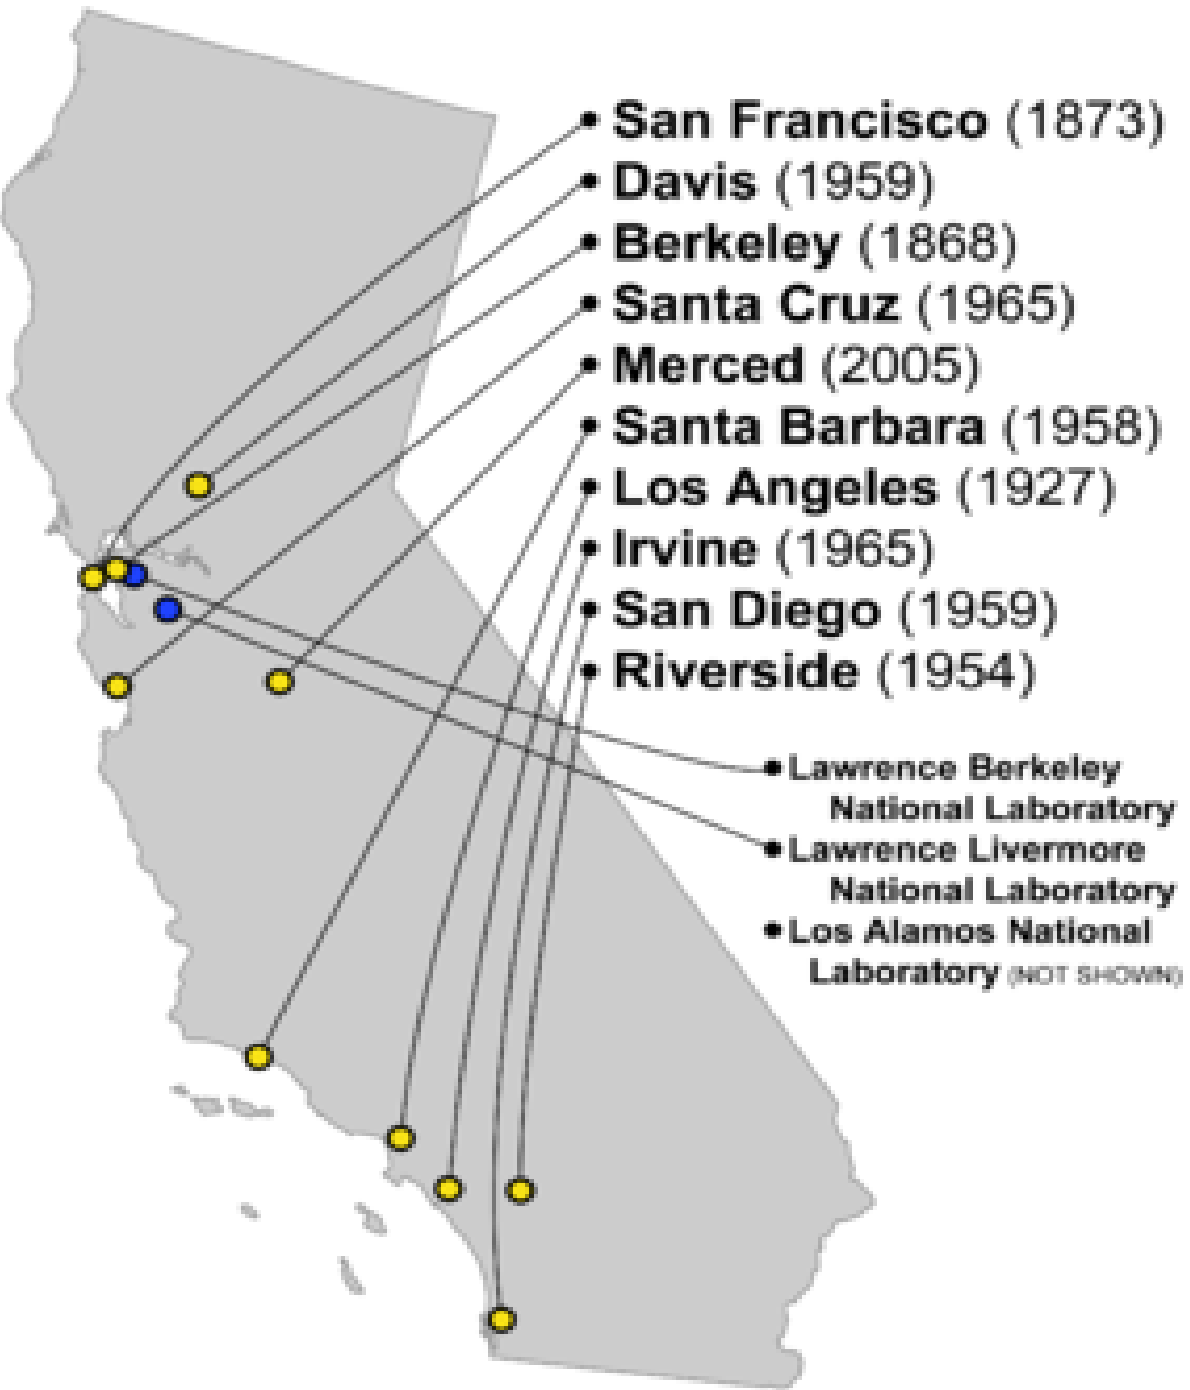 San Francisco (1873)
Davis (1959)
Berkeley (1868)
Santa Cruz (1965)
Merced (2005)
Santa Barbara (1958)
Los Angeles (1927)
Irvine (1965)
San Diego (1959)
Riverside (1954)
Lawrence Berkeley
National Laboratory
Lawrence Livermore
National Laboratory
Los Alamos National
Laboratory (NOT SHOWN)